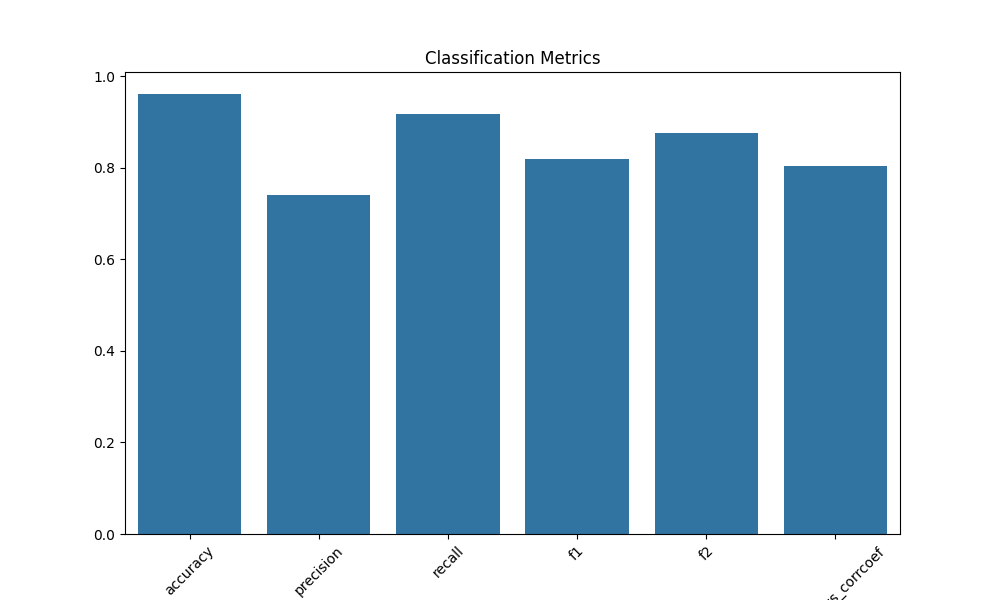 Classification Metrics
1.0
0.8
0.6
0.4
0.2
0.0
accuracy
precision
recall
f1
f2
s_corrcoef